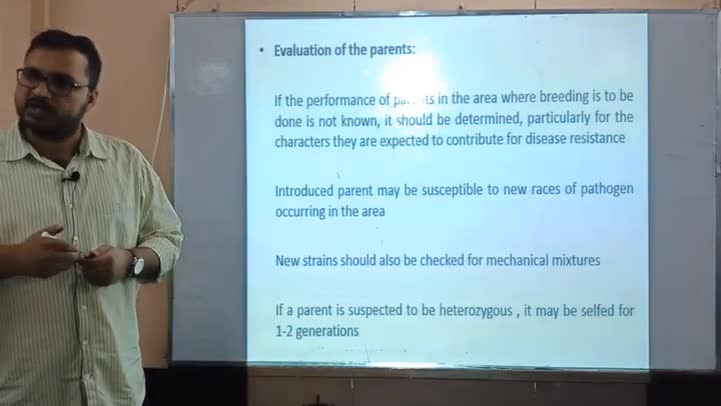 • Evaluation of the parents:
If the performance of parents in the area where breeding is to be
done is not known, it should be determined, particularly for the
characters they are expected to contribute for disease resistance
Introduced parent may be susceptible to new races of pathogen
occurring in the area
New strains should also be checked for mechanical mixtures
If a parent is suspected to be heterozygous , it may be selfed for
1-2 generations